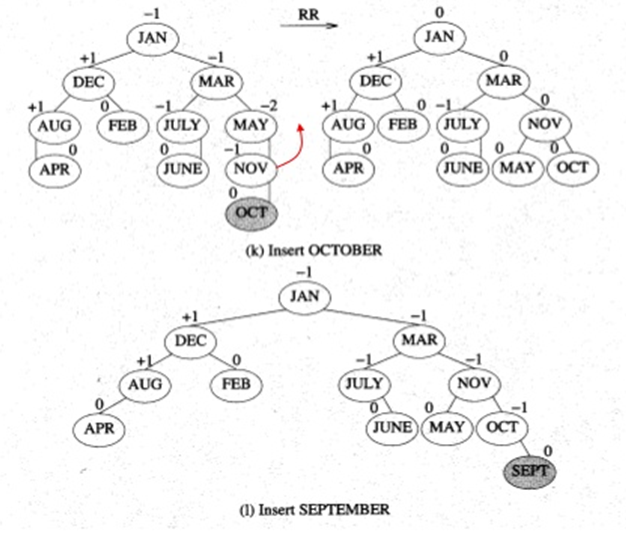 −1 RR 0
JAN JAN
+1 −1 +1 0
DEC MAR DEC MAR
+1 0 −1 −2 +1 0 −1 0
AUG FEB JULY MAY AUG FEB JULY NOV
0 0 −1 0 0 0 0
APR JUNE NOV APR JUNE MAY OCT
0
OCT
(k) Insert OCTOBER
−1
JAN
+1 −1
DEC MAR
+1 0 −1 −1
AUG FEB JULY NOV
0 0 0 −1
APR JUNE MAY OCT
0
SEPT
(l) Insert SEPTEMBER